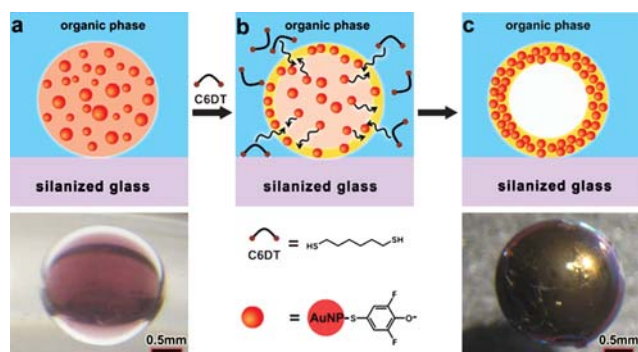 a
organic phase
silanized glass
C6DT
b
organic phase
silanized glass
c
organic phase
silanized glass
0.5mm
C6DT
=
HS
SH
=
AuNP
S
F
O-
F
0.5mm